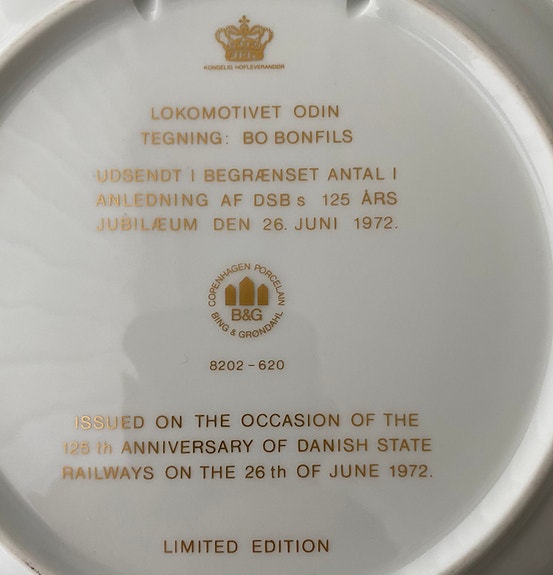 KONGELIG HOFLEVERANDØR
LOKOMOTIVET ODIN
TEGNING: BO BONFILS
UDSENDT I BEGRÆNSET ANTAL I
ANLEDNING AF DSBs 125 ÅRS
JUBILÆUM DEN 26. JUNI 1972.
COPENHAGEN PORCELAIN
B&G
BING & GRØNDAHL
8202-620
ISSUED ON THE OCCASION OF THE
125th ANNIVERSARY OF DANISH STATE
RAILWAYS ON THE 26th OF JUNE 1972.
LIMITED EDITION